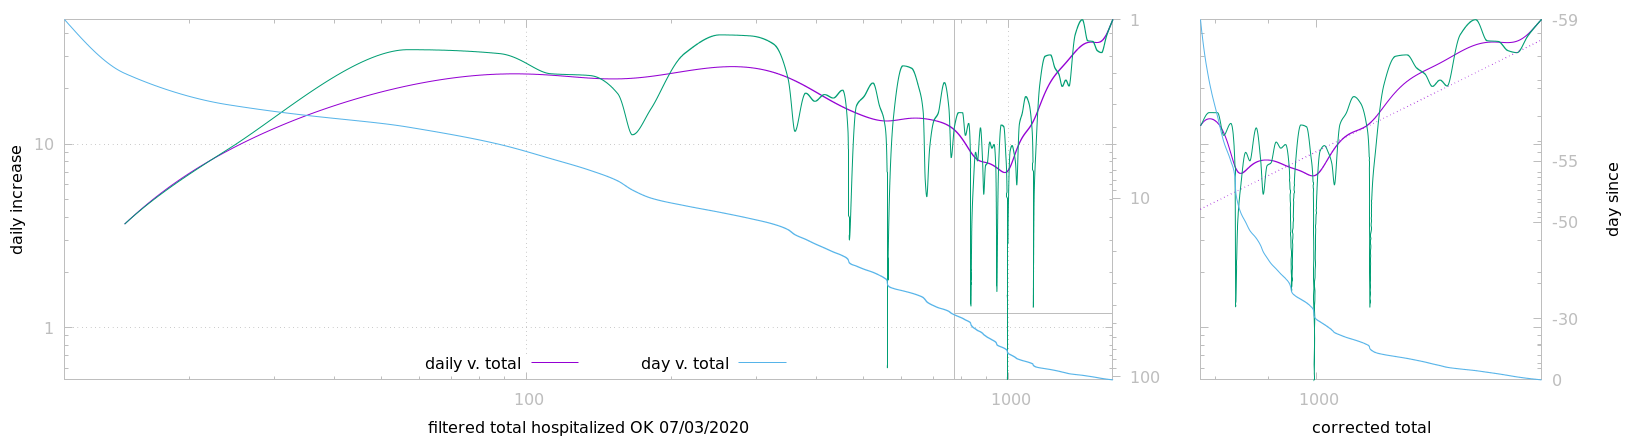 daily increase
10
1
daily v. total
day v. total
100
1000
filtered total hospitalized OK 07/03/2020
1
10
100
1000
corrected total
-59
-55
-50
-30
0
day since